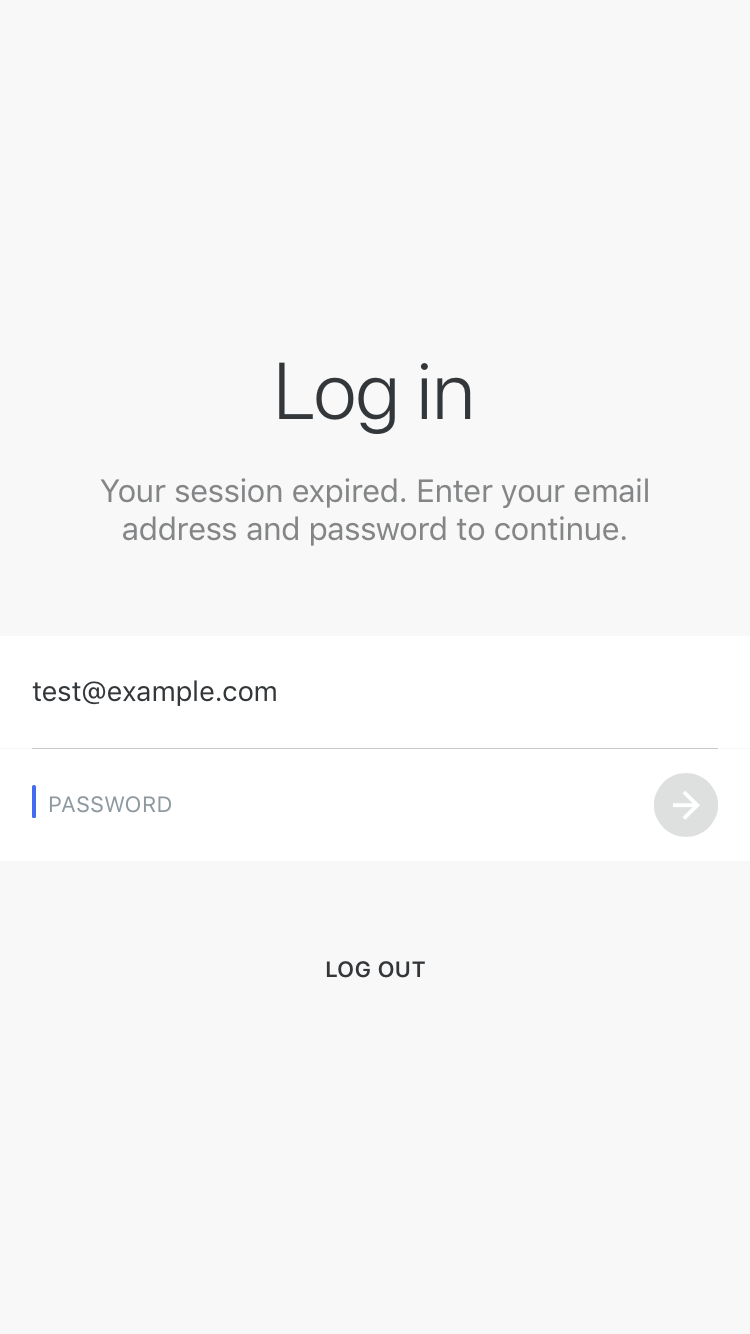 Log in
Your session expired. Enter your email
address and password to continue.
test@example.com
PASSWORD
LOG OUT